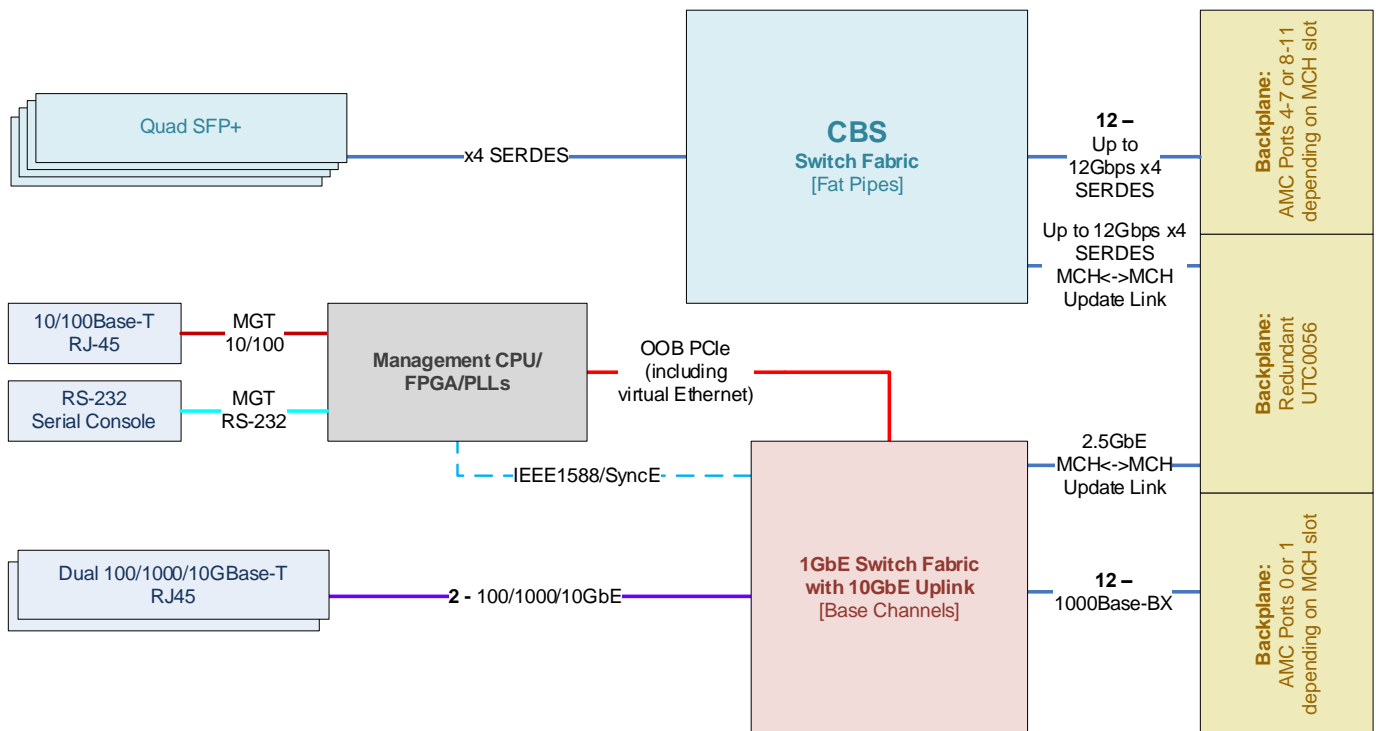 Quad SFP+
x4 SERDES
CBS
Switch Fabric
[Fat Pipes]
12 –
Up to
12Gbps x4
SERDES
Backplane:
AMC Ports 4-7 or 8-11
depending on MCH slot
Up to 12Gbps x4
SERDES
MCH<->MCH
Update Link
10/100Base-T
RJ-45
MGT
10/100
RS-232
Serial Console
MGT
RS-232
Management CPU/
FPGA/PLLs
OOB PCIe
(including
virtual Ethernet)
Backplane:
Redundant
UTC0056
IEEE1588/SyncE
2.5GbE
MCH<->MCH
Update Link
Dual 100/1000/10GBase-T
RJ45
2 - 100/1000/10GbE
1GbE Switch Fabric
with 10GbE Uplink
[Base Channels]
12 –
1000Base-BX
Backplane:
AMC Ports 0 or 1
depending on MCH slot